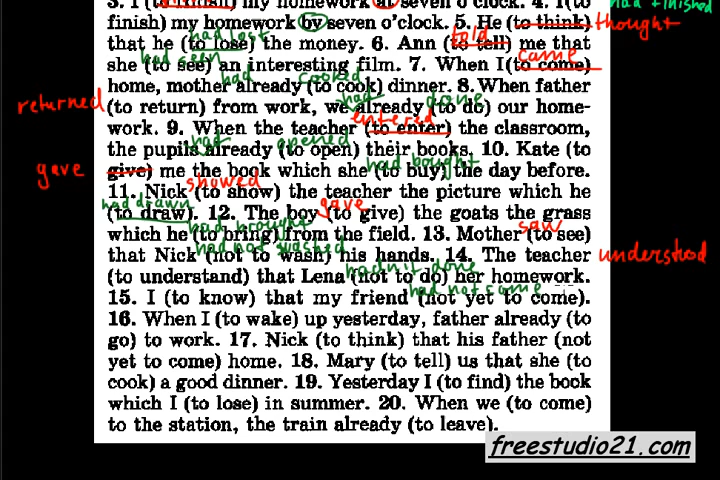 3. I (to finish) my homework at seven o'clock. 4. I (to had finished
finish) my homework by seven o'clock. 5. He (to think) thought
that he (to lose) the money. 6. Ann (to tell) me that
had lost told
she (to see) an interesting film. 7. When I (to come)
had seen came
home, mother already (to cook) dinner. 8. When father
had cooked
returned (to return) from work, we already (to do) our home-
had done
work. 9. When the teacher (to enter) the classroom,
entered
the pupils already (to open) their books. 10. Kate (to
had opened
gave give) me the book which she (to buy) the day before.
had bought
11. Nick (to show) the teacher the picture which he
showed
(to draw). 12. The boy (to give) the goats the grass
had drawn gave
which he (to bring) from the field. 13. Mother (to see)
had brought saw
that Nick (not to wash) his hands. 14. The teacher understood
had not washed
(to understand) that Lena (not to do) her homework.
hadn't done
15. I (to know) that my friend (not yet to come).
had not come
16. When I (to wake) up yesterday, father already (to
go) to work. 17. Nick (to think) that his father (not
yet to come) home. 18. Mary (to tell) us that she (to
cook) a good dinner. 19. Yesterday I (to find) the book
which I (to lose) in summer. 20. When we (to come)
to the station, the train already (to leave).
freestudio21.com